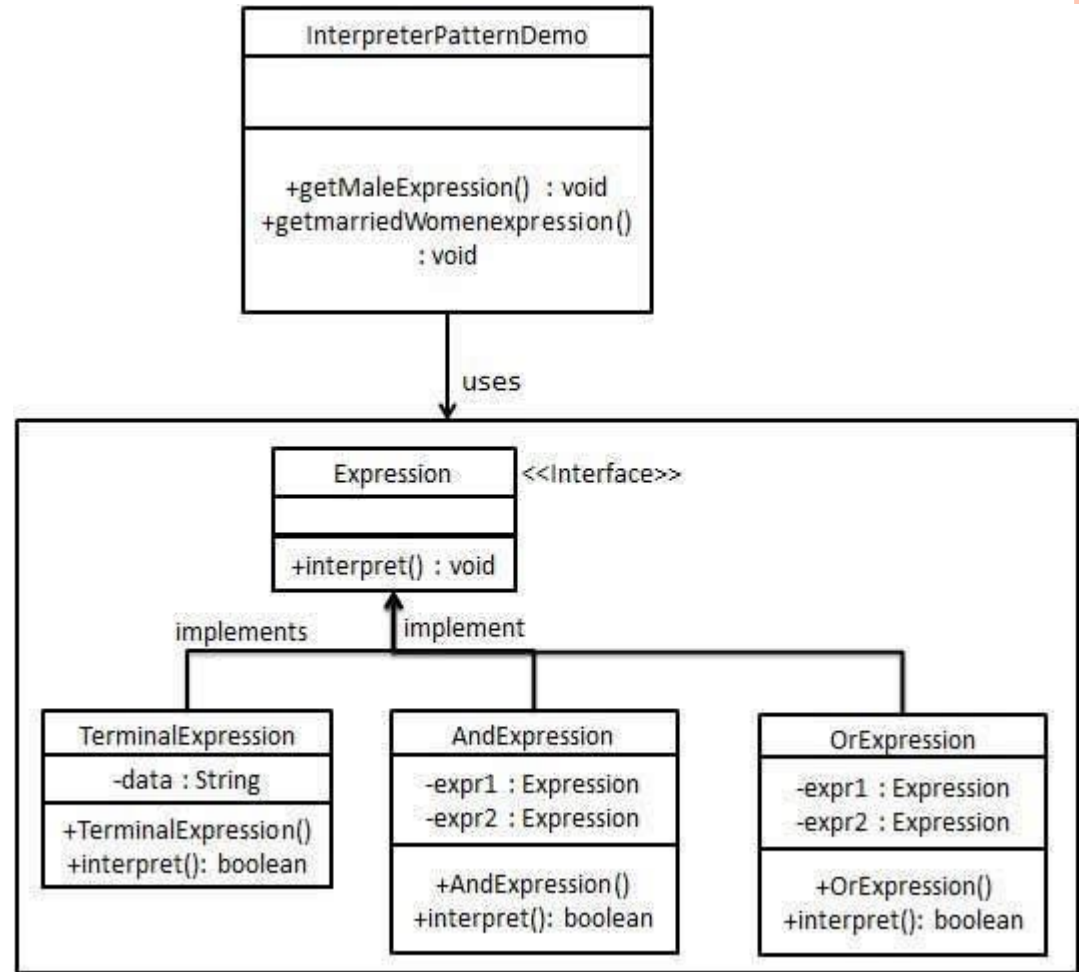 InterpreterPatternDemo
+getMaleExpression() : void
+getmarriedWomenexpression()
: void
uses
Expression
<<Interface>>
+interpret() : void
implements
implement
TerminalExpression
-data : String
+TerminalExpression()
+interpret(): boolean
AndExpression
-expr1 : Expression
-expr2 : Expression
+AndExpression()
+interpret(): boolean
OrExpression
-expr1 : Expression
-expr2 : Expression
+OrExpression()
+interpret(): boolean